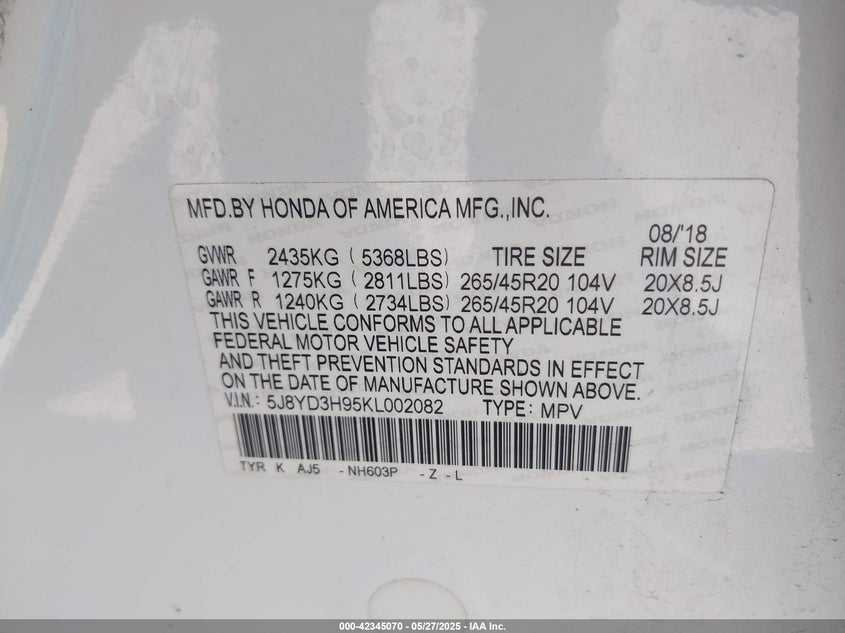 MFD.BY HONDA OF AMERICA MFG.,INC.
08/'18
GVWR 2435KG ( 5368LBS) TIRE SIZE RIM SIZE
GAWR F 1275KG ( 2811LBS) 265/45R20 104V 20X8.5J
GAWR R 1240KG ( 2734LBS) 265/45R20 104V 20X8.5J
THIS VEHICLE CONFORMS TO ALL APPLICABLE
FEDERAL MOTOR VEHICLE SAFETY
AND THEFT PREVENTION STANDARDS IN EFFECT
ON THE DATE OF MANUFACTURE SHOWN ABOVE.
V.I.N.: 5J8YD3H95KL002082 TYPE: MPV
TYR K AJ5 - NH603P - Z - L
000-42345070 - 05/27/2025 - IAA Inc.